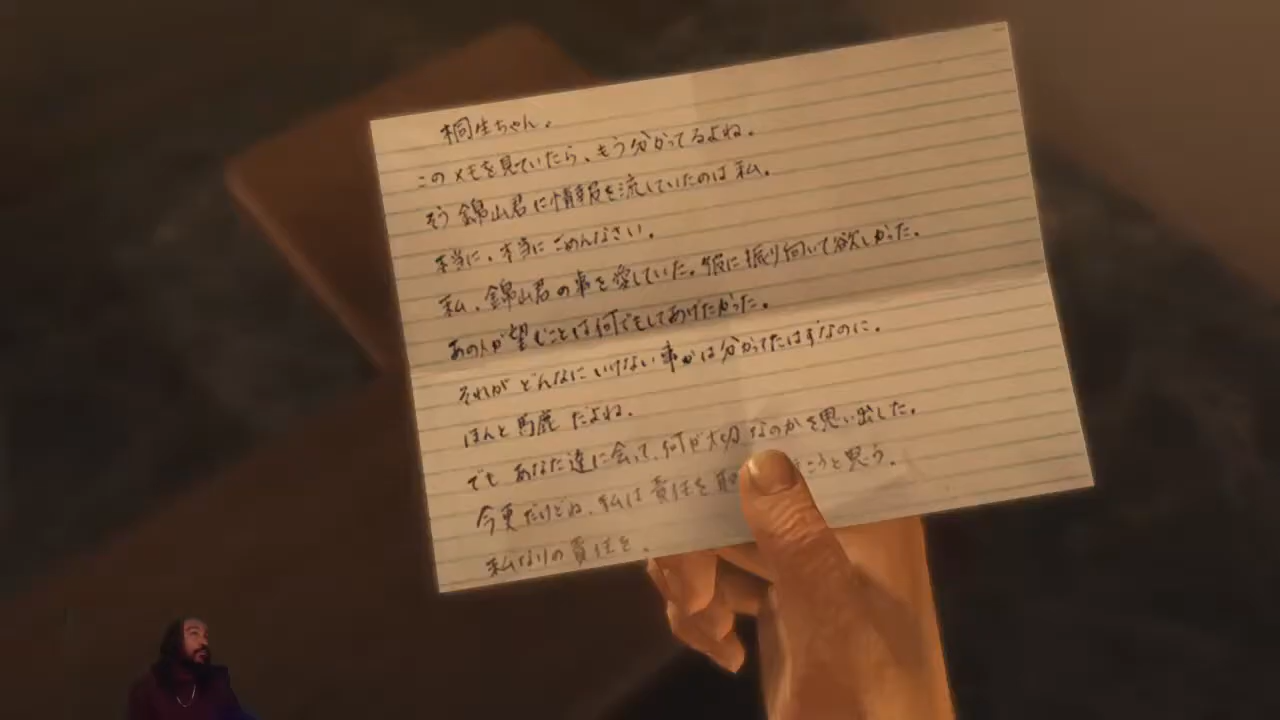 桐生ちゃん。
このメモを見ていたら、もう分かってるよね。
そう 錦山君に情報を流していたのは私。
本当に、本当にごめんなさい。
私、錦山君の事を愛していた。彼に振り向いて欲しかった。
あの人が望むことは何でもしてあげたかった。
それがどんなにいけない事かは分かってたはずなのに。
ほんと馬鹿だよね。
でも あなた達に会って、何が大切なのかを思い出した。
今更だけどね、私は責任を取 こうと思う。
私なりの責任を。